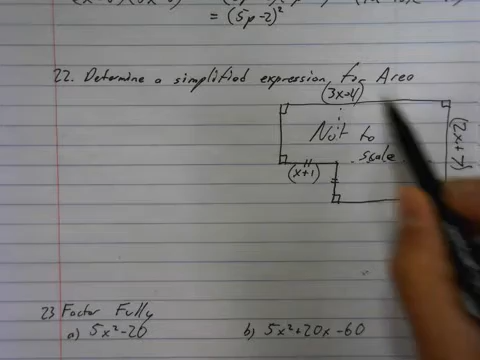 = (5p-2)²
22. Determine a simplified expression for Area
(3x+4)
Not to
scale
(2x+7)
(x+1)
23 Factor Fully
a) 5x²-20
b) 5x²+20x-60